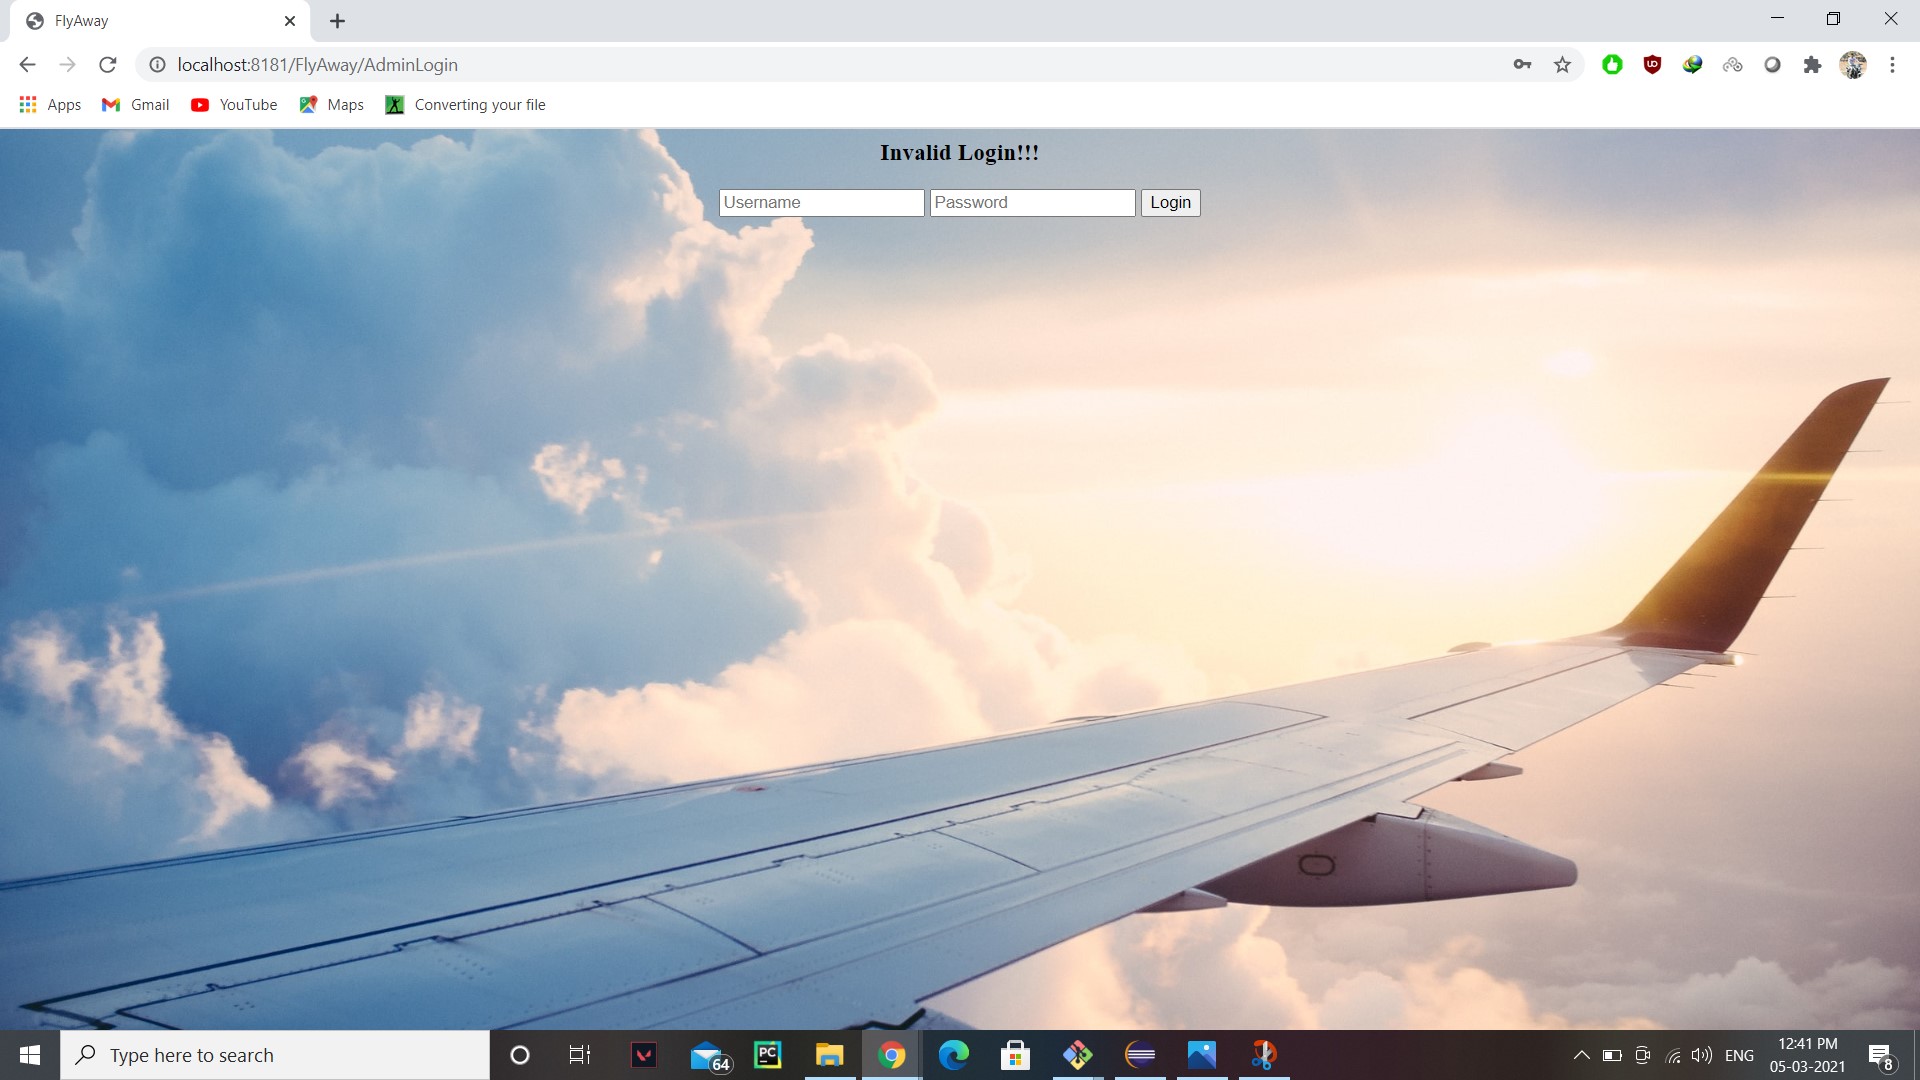 FlyAway
localhost:8181/FlyAway/AdminLogin
Apps Gmail YouTube Maps Converting your file
Invalid Login!!!
Username Password Login
Type here to search
64
PC
ENG
12:41 PM
05-03-2021
8